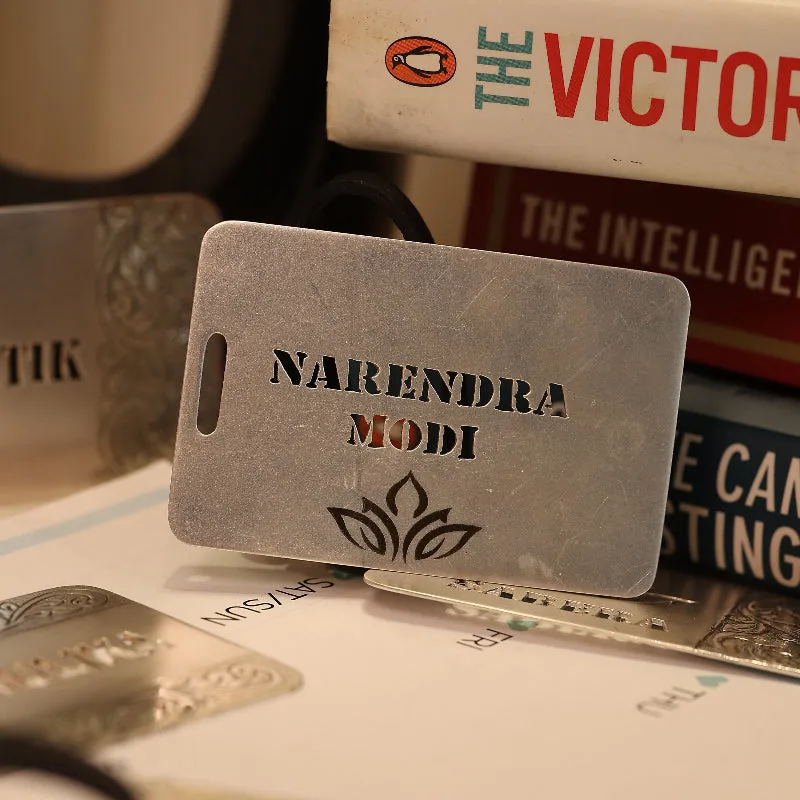 THE VICTOR
THE INTELLIGE
E CAN
STING
TIK
NARENDRA
MODI
SAT/SUN
FRI
THU